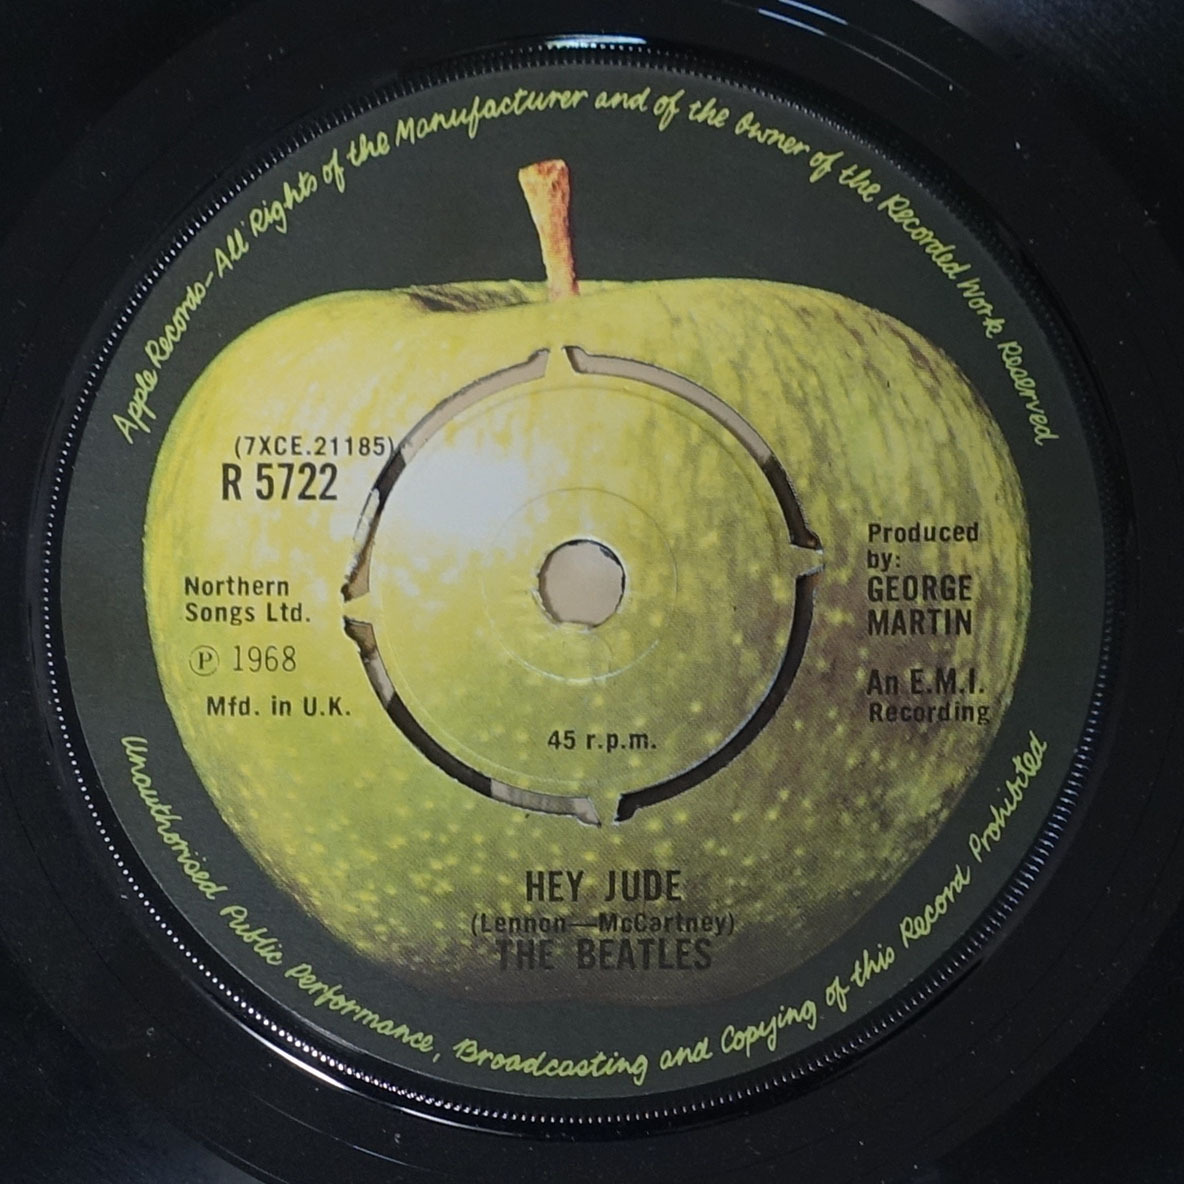 Apple Records—All Rights of the Manufacturer and of the Owner of the Recorded Work Reserved
(7XCE.21185)
R 5722
Northern
Songs Ltd.
Ⓟ 1968
Mfd. in U.K.
Produced
by:
GEORGE
MARTIN
An E.M.I.
Recording
45 r.p.m.
HEY JUDE
(Lennon—McCartney)
THE BEATLES
Unauthorised Public Performance, Broadcasting and Copying of this Record Prohibited